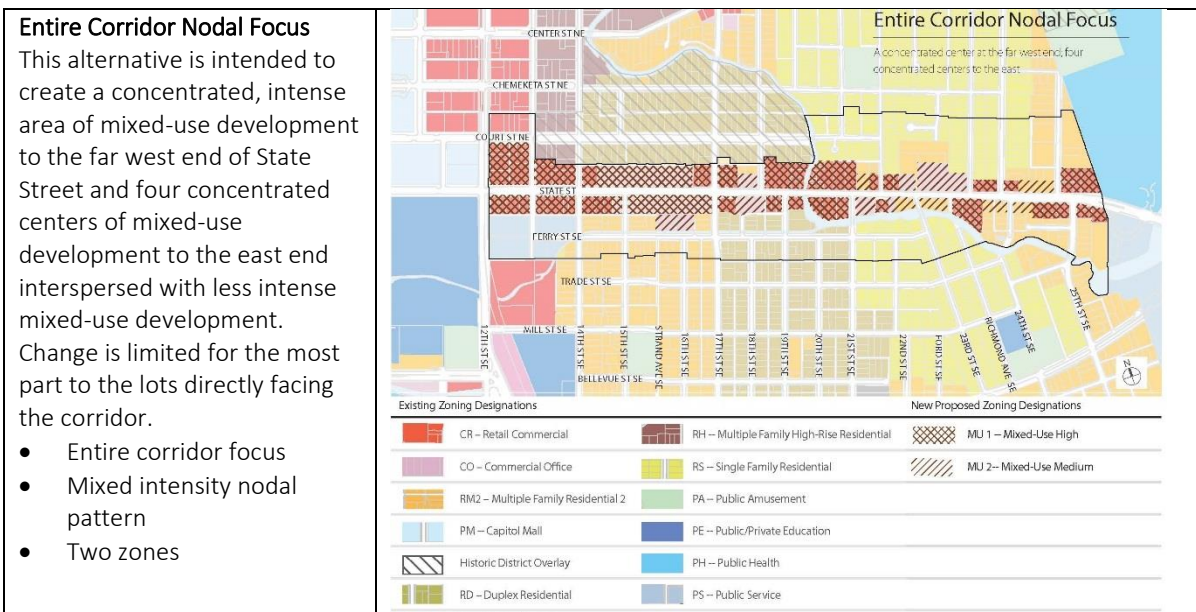 Entire Corridor Nodal Focus
This alternative is intended to
create a concentrated, intense
area of mixed-use development
to the far west end of State
Street and four concentrated
centers of mixed-use
development to the east end
interspersed with less intense
mixed-use development.
Change is limited for the most
part to the lots directly facing
the corridor.
• Entire corridor focus
• Mixed intensity nodal
pattern
• Two zones
Entire Corridor Nodal Focus
A concentrated center at the far west end; four
concentrated centers to the east
CENTER ST NE
CHEMEKETA ST NE
COURT ST NE
STATE ST
FERRY ST SE
TRADE ST SE
MILL ST SE
BELLEVUE ST SE
12TH ST SE
14TH ST SE
15TH ST SE
STRAND AVE SE
16TH ST SE
17TH ST SE
18TH ST SE
19TH ST SE
20TH ST SE
21ST ST SE
22ND ST SE
FORD ST SE
23RD ST SE
RICHMOND AVE SE
24TH ST SE
25TH ST SE
N
Existing Zoning Designations
New Proposed Zoning Designations
CR – Retail Commercial
RH – Multiple Family High-Rise Residential
MU 1 – Mixed-Use High
CO – Commercial Office
RS – Single Family Residential
MU 2 – Mixed-Use Medium
RM2 – Multiple Family Residential 2
PA – Public Amusement
PM – Capitol Mall
PE – Public/Private Education
Historic District Overlay
PH – Public Health
RD – Duplex Residential
PS – Public Service